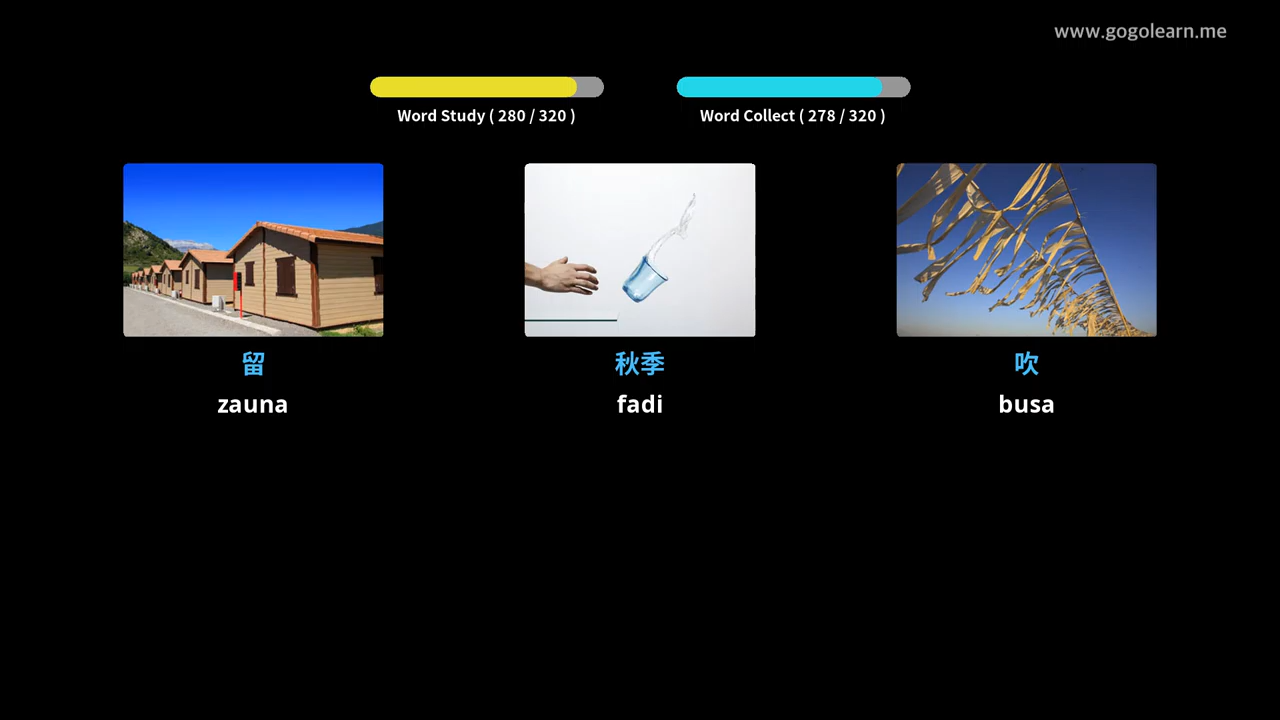 www.gogolearn.me
Word Study ( 280 / 320 )
Word Collect ( 278 / 320 )
留
秋季
吹
zauna
fadi
busa